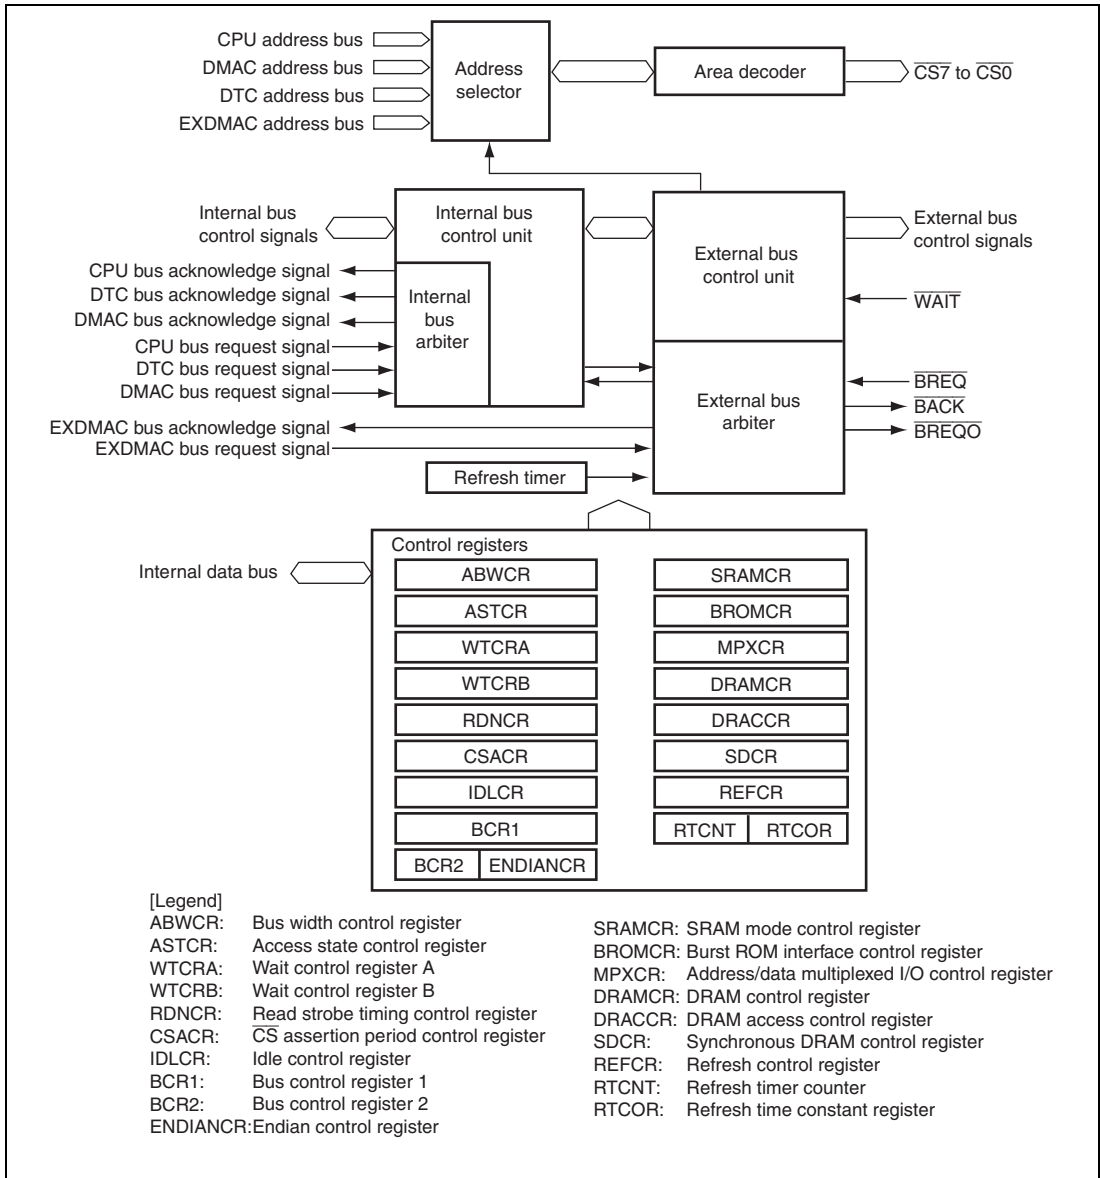 CPU address bus
DMAC address bus
DTC address bus
EXDMAC address bus
Address
selector
Area decoder
C̅S̅7̅ to C̅S̅0̅
Internal bus
control signals
Internal bus
control unit
External bus
control unit
External bus
control signals
CPU bus acknowledge signal
DTC bus acknowledge signal
DMAC bus acknowledge signal
CPU bus request signal
DTC bus request signal
DMAC bus request signal
Internal
bus
arbiter
W̅A̅I̅T̅
External bus
arbiter
B̅R̅E̅Q̅
B̅A̅C̅K̅
B̅R̅E̅Q̅O̅
EXDMAC bus acknowledge signal
EXDMAC bus request signal
Refresh timer
Internal data bus
Control registers
ABWCR
ASTCR
WTCRA
WTCRB
RDNCR
CSACR
IDLCR
BCR1
BCR2 ENDIANCR
SRAMCR
BROMCR
MPXCR
DRAMCR
DRACCR
SDCR
REFCR
RTCNT RTCOR
[Legend]
ABWCR: Bus width control register
ASTCR: Access state control register
WTCRA: Wait control register A
WTCRB: Wait control register B
RDNCR: Read strobe timing control register
CSACR: C̅S̅ assertion period control register
IDLCR: Idle control register
BCR1: Bus control register 1
BCR2: Bus control register 2
ENDIANCR:Endian control register
SRAMCR: SRAM mode control register
BROMCR: Burst ROM interface control register
MPXCR: Address/data multiplexed I/O control register
DRAMCR: DRAM control register
DRACCR: DRAM access control register
SDCR: Synchronous DRAM control register
REFCR: Refresh control register
RTCNT: Refresh timer counter
RTCOR: Refresh time constant register